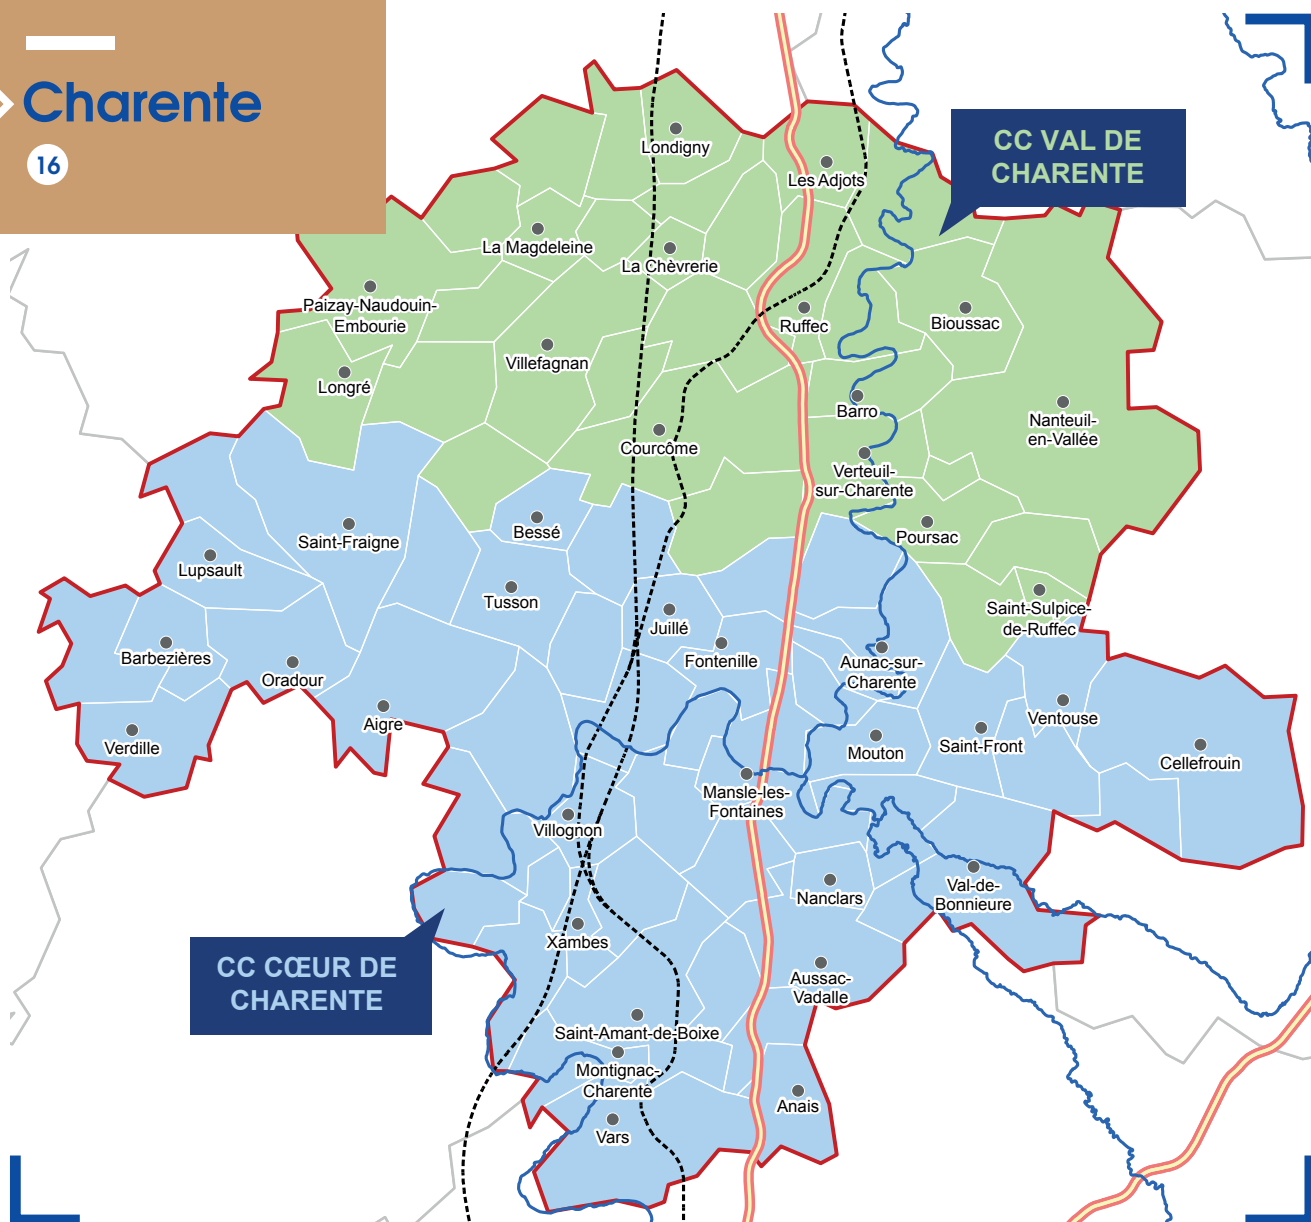 Charente
16
CC VAL DE
CHARENTE
Londigny
Les Adjots
La Magdeleine
La Chèvrerie
Paizay-Naudouin-
Embourie
Ruffec
Bioussac
Villefagnan
Longré
Barro
Nanteuil-
en-Vallée
Courcôme
Verteuil-
sur-Charente
Poursac
Bessé
Saint-Fraigne
Lupsault
Tusson
Saint-Sulpice-
de-Ruffec
Juillé
Fontenille
Barbezières
Oradour
Aunac-sur-
Charente
Aigre
Ventouse
Verdille
Mouton
Saint-Front
Cellefrouin
Mansle-les-
Fontaines
Villognon
Nanclars
Val-de-
Bonnieure
Xambes
CC CŒUR DE
CHARENTE
Aussac-
Vadalle
Saint-Amant-de-Boixe
Montignac-
Charente
Anais
Vars